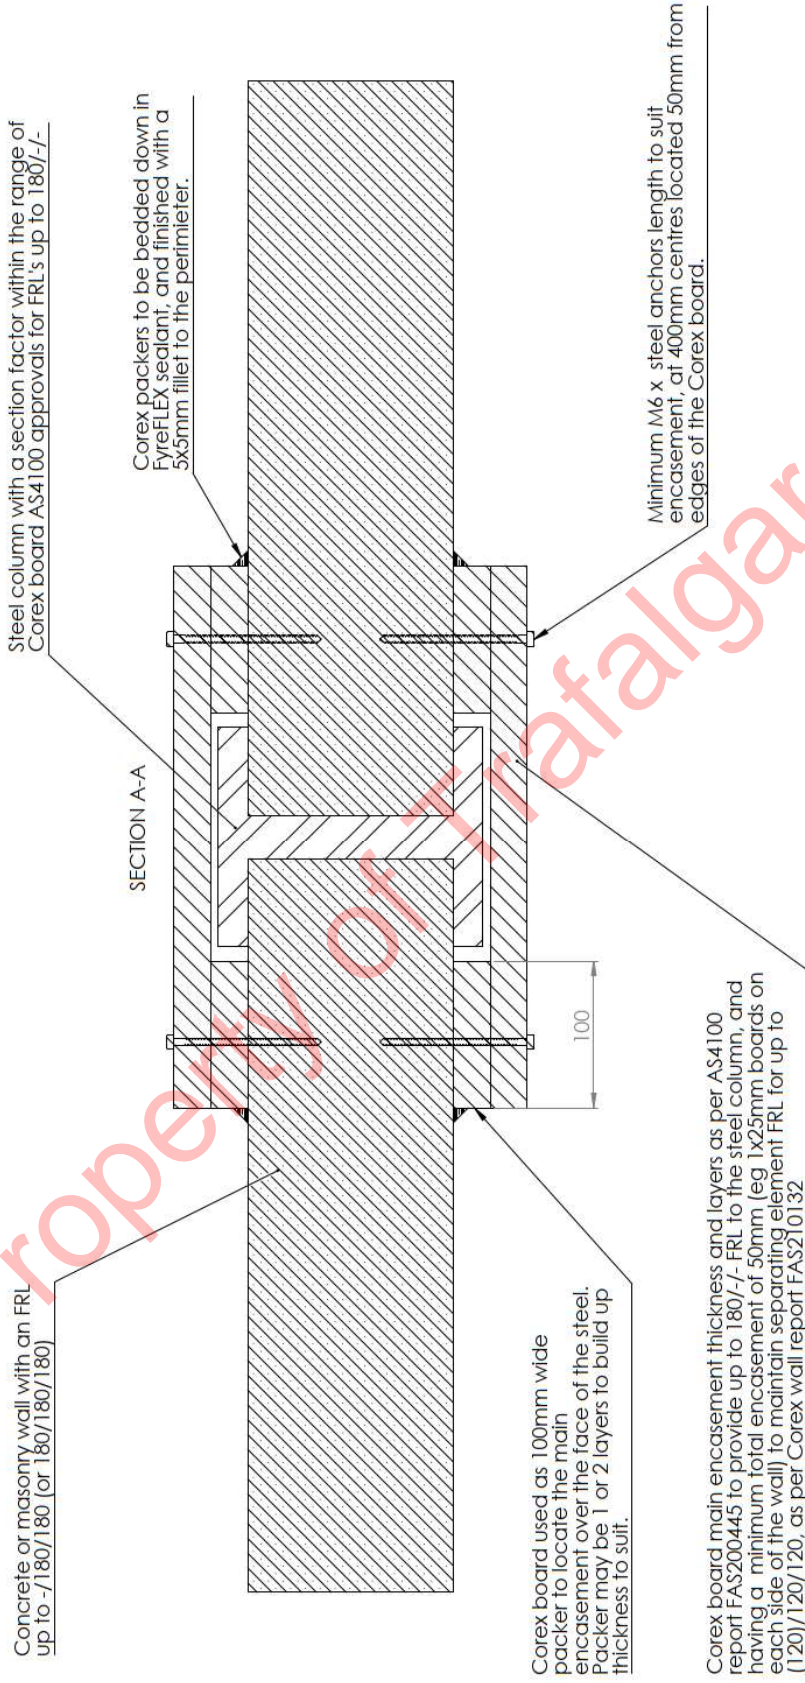 Concrete or masonry wall with an FRL
up to -/180/180 (or 180/180/180)
Steel column with a section factor within the range of
Corex board AS4100 approvals for FRL's up to 180/-/-
SECTION A-A
Corex packers to be bedded down in
FyreFLEX sealant, and finished with a
5x5mm fillet to the perimieter.
100
Corex board used as 100mm wide
packer to locate the main
encasement over the face of the steel.
Packer may be 1 or 2 layers to build up
thickness to suit.
Minimum M6 x steel anchors length to suit
encasement, at 400mm centres located 50mm from
edges of the Corex board.
Corex board main encasement thickness and layers as per AS4100
report FAS200445 to provide up to 180/-/- FRL to the steel column, and
having a minimum total encasement of 50mm (eg 1x25mm boards on
each side of the wall) to maintain separating element FRL for up to
(120)/120/120, as per Corex wall report FAS210132
roperty of Trafalgar